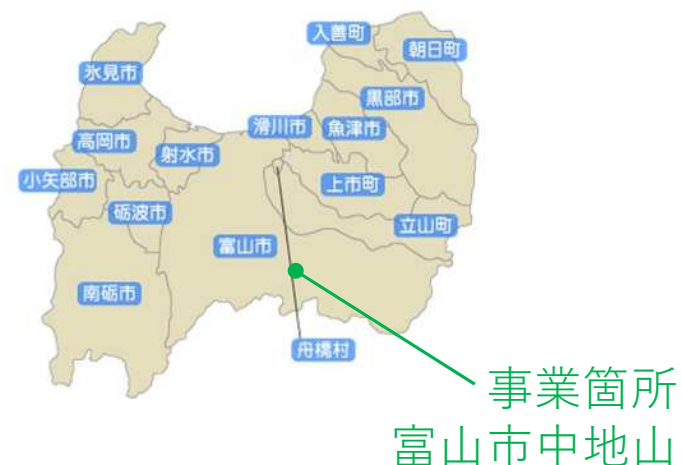 入善町
朝日町
氷見市
黒部市
滑川市
魚津市
高岡市
射水市
小矢部市
上市町
砺波市
立山町
富山市
南砺市
舟橋村
事業箇所
富山市中地山